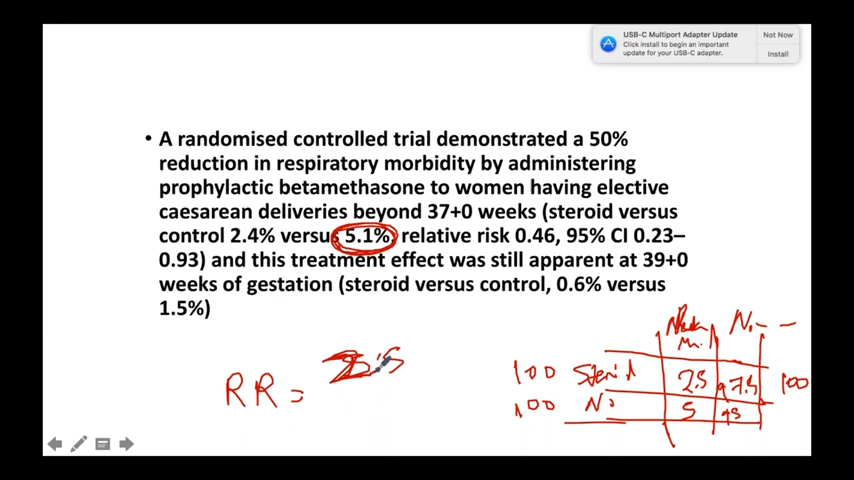 USB-C Multiport Adapter Update
Click install to begin an important
update for your USB-C adapter.
Not Now
Install
• A randomised controlled trial demonstrated a 50%
reduction in respiratory morbidity by administering
prophylactic betamethasone to women having elective
caesarean deliveries beyond 37+0 weeks (steroid versus
control 2.4% versus 5.1%, relative risk 0.46, 95% CI 0.23–
0.93) and this treatment effect was still apparent at 39+0
weeks of gestation (steroid versus control, 0.6% versus
1.5%)
RR =
100 2.5 97.5 100
100 No 5 95